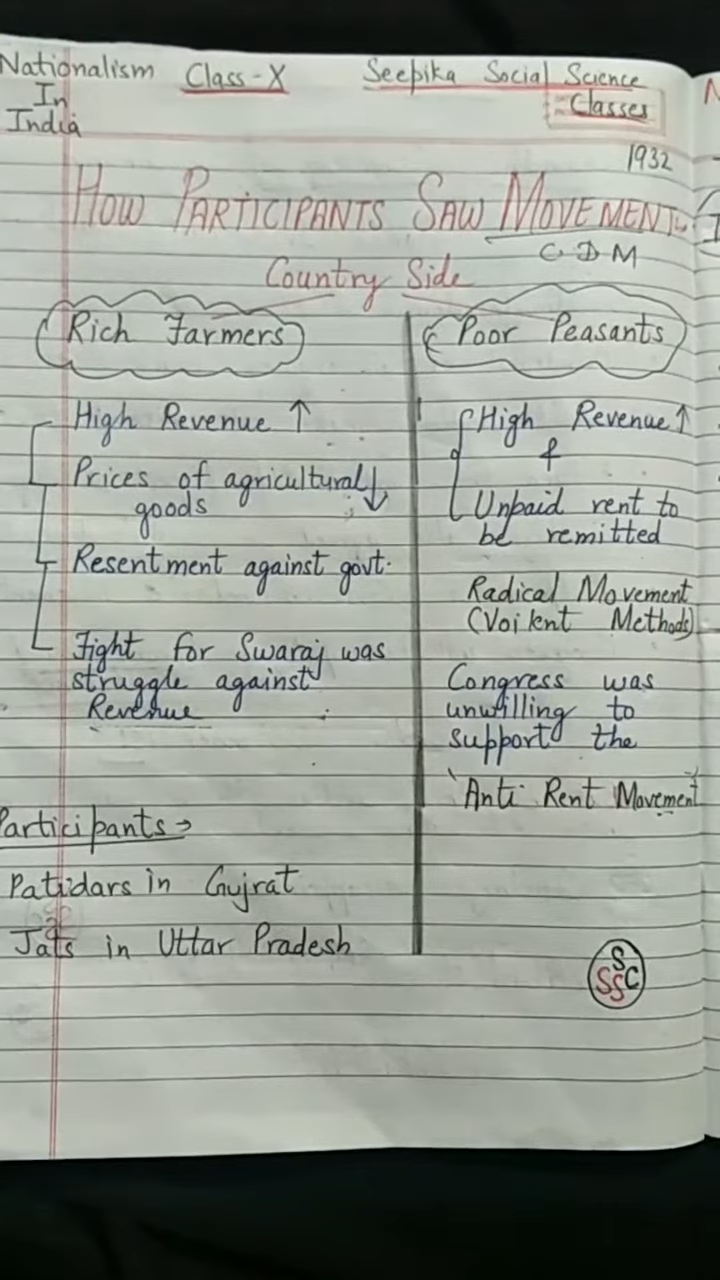 Nationalism In India
Class-X
Seepika Social Science
Classes
1932
HOW PARTICIPANTS SAW MOVEMENT
C D M
Country Side
Rich Farmers
High Revenue ↑
Prices of agricultural ↓
goods
Resentment against govt.
Fight for Swaraj was
struggle against
Revenue
Participants →
Patidars in Gujrat
Jats in Uttar Pradesh
Poor Peasants
High Revenue ↑
&
Unpaid rent to
be remitted
Radical Movement
(Voilent Methods)
Congress was
unwilling to
support the
'Anti Rent Movement
SSSC